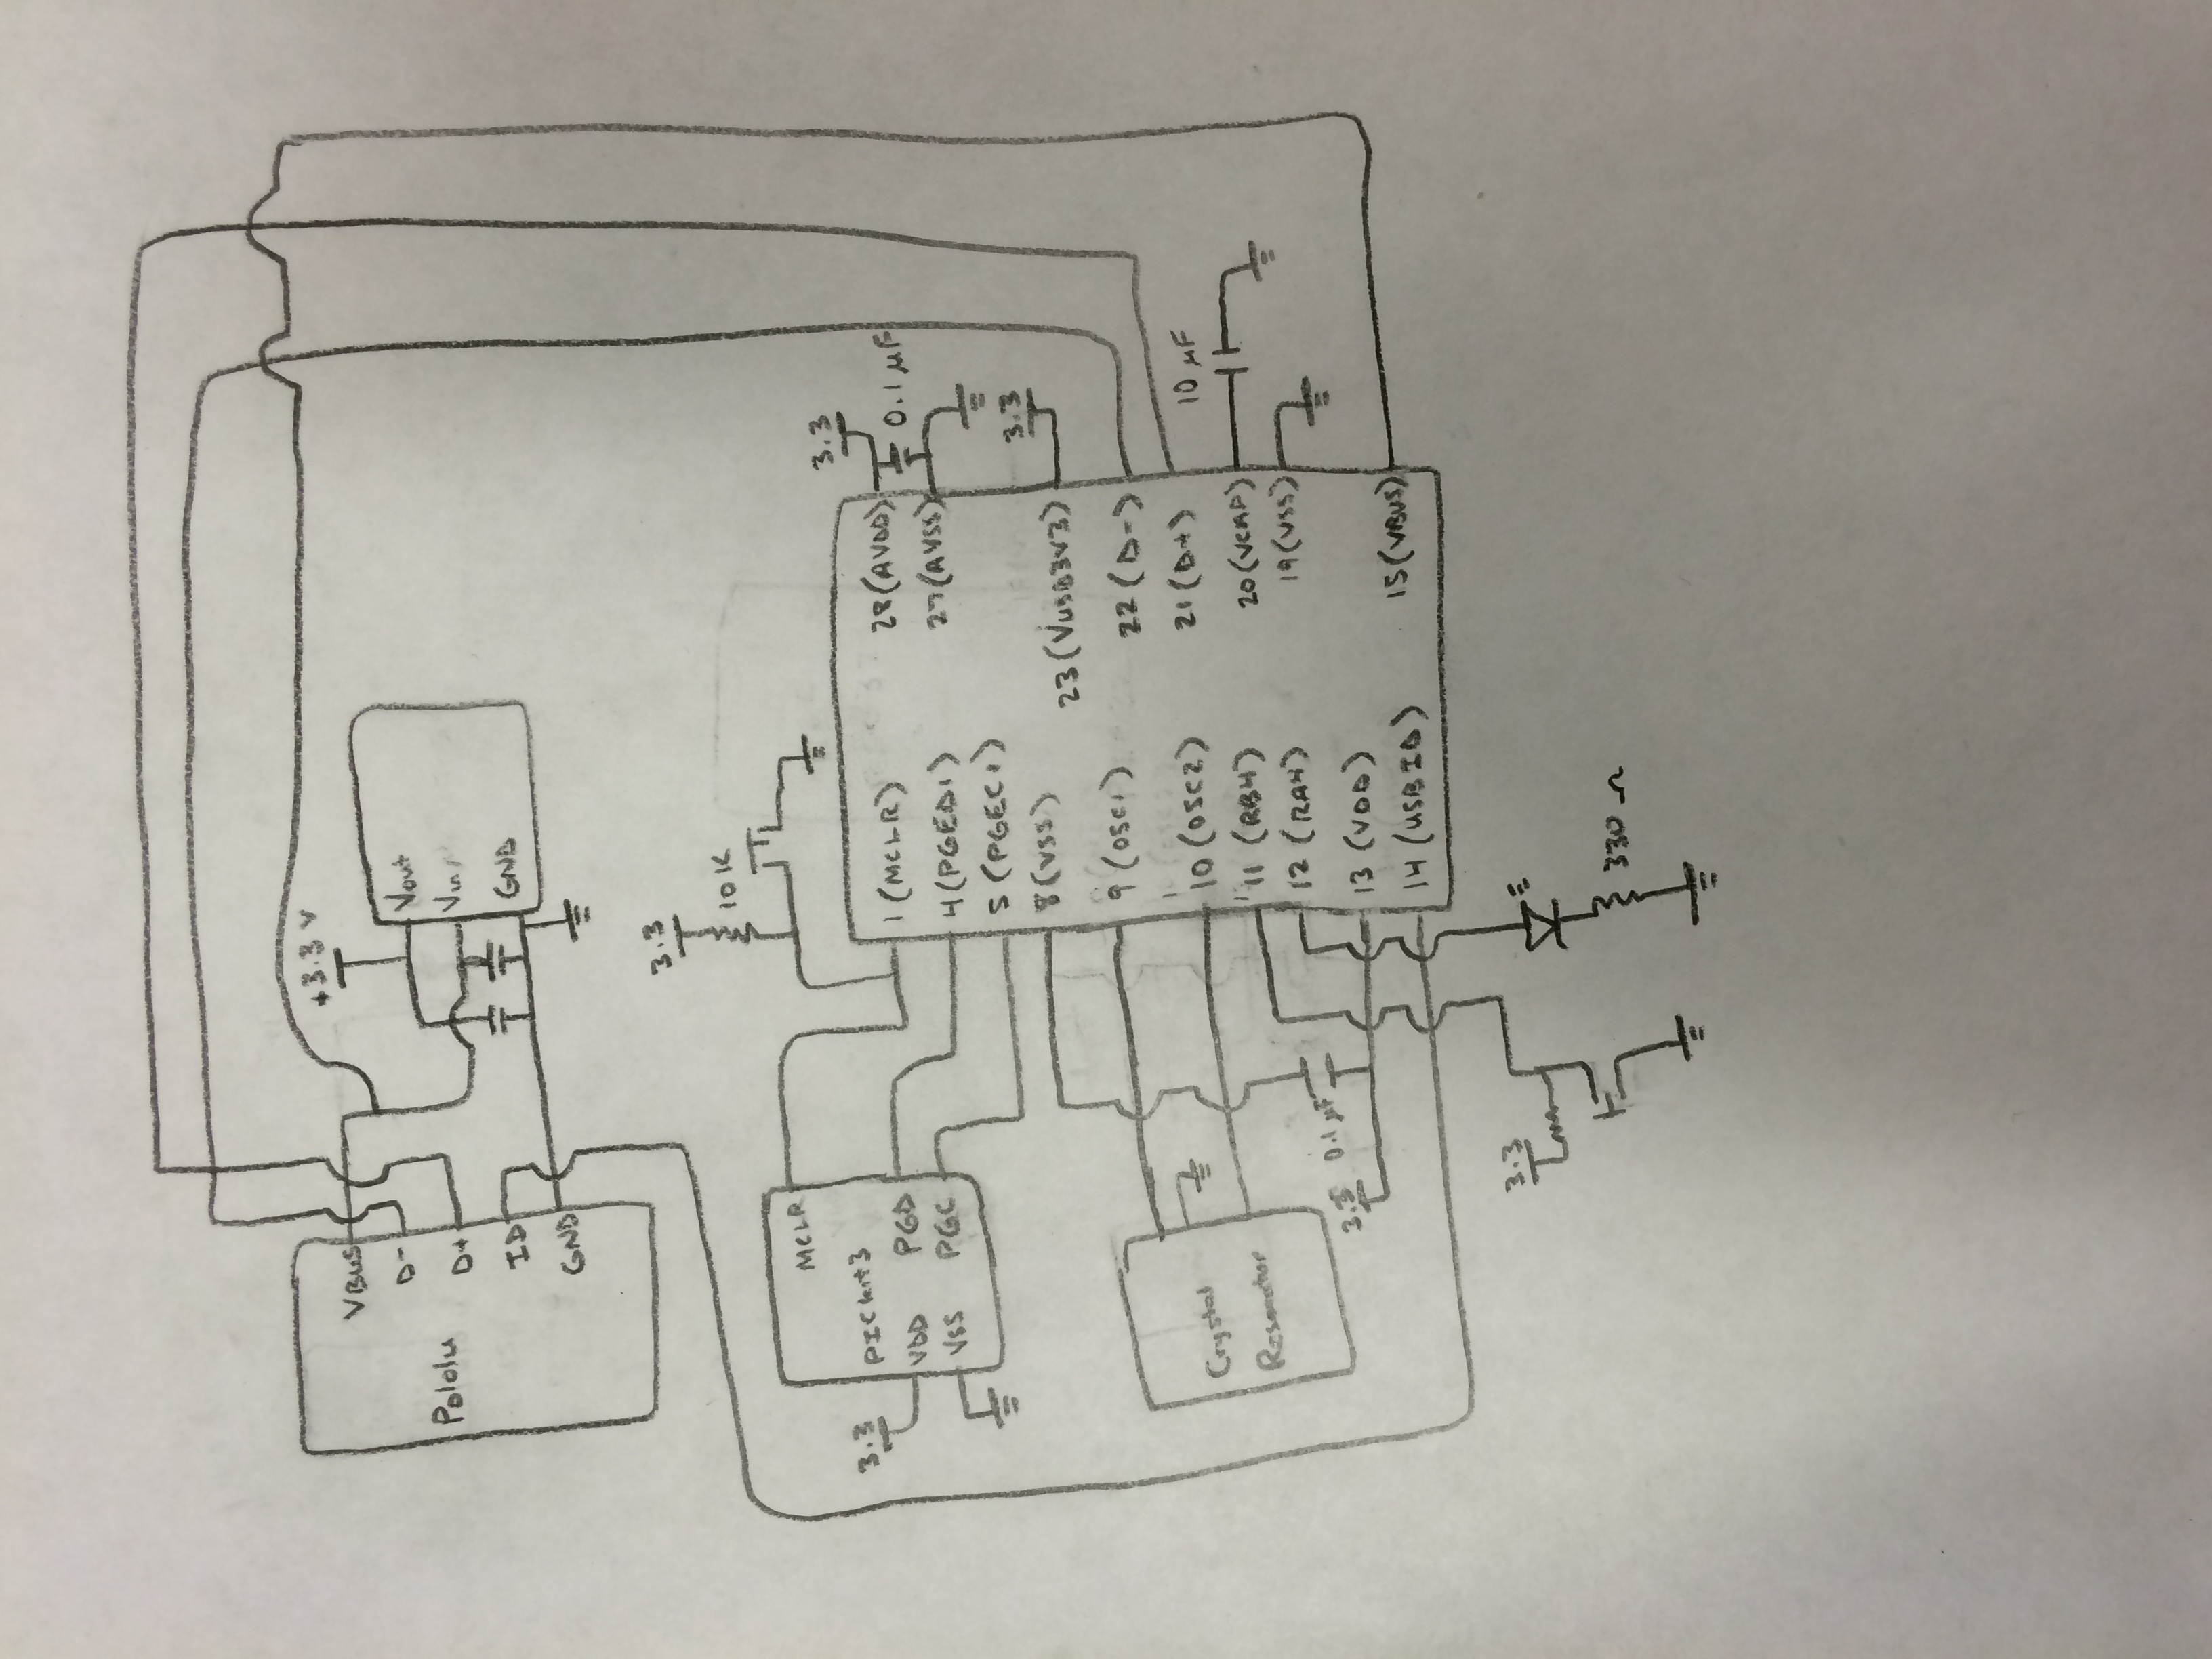 +3.3 V
VBUS
D-
Pololu
D+
ID
GND
Vout
Vin
GND
3.3
10K
MCLR
PICkit3
3.3
VDD
PGD
VSS
PGC
1 (MCLR)
4 (PGED1)
5 (PGEC1)
8 (VSS)
9 (OSC1)
10 (OSC2)
11 (RB4)
12 (RA4)
13 (VDD)
14 (USBID)
3.3
28 (AVDD)
0.1 μF
27 (AVSS)
3.3
23 (VUSB3V3)
22 (D-)
21 (D+)
10 μF
20 (VCAP)
19 (VSS)
15 (VBUS)
Crystal
Resonator
0.1 μF
3.3
3.3
330 Ω